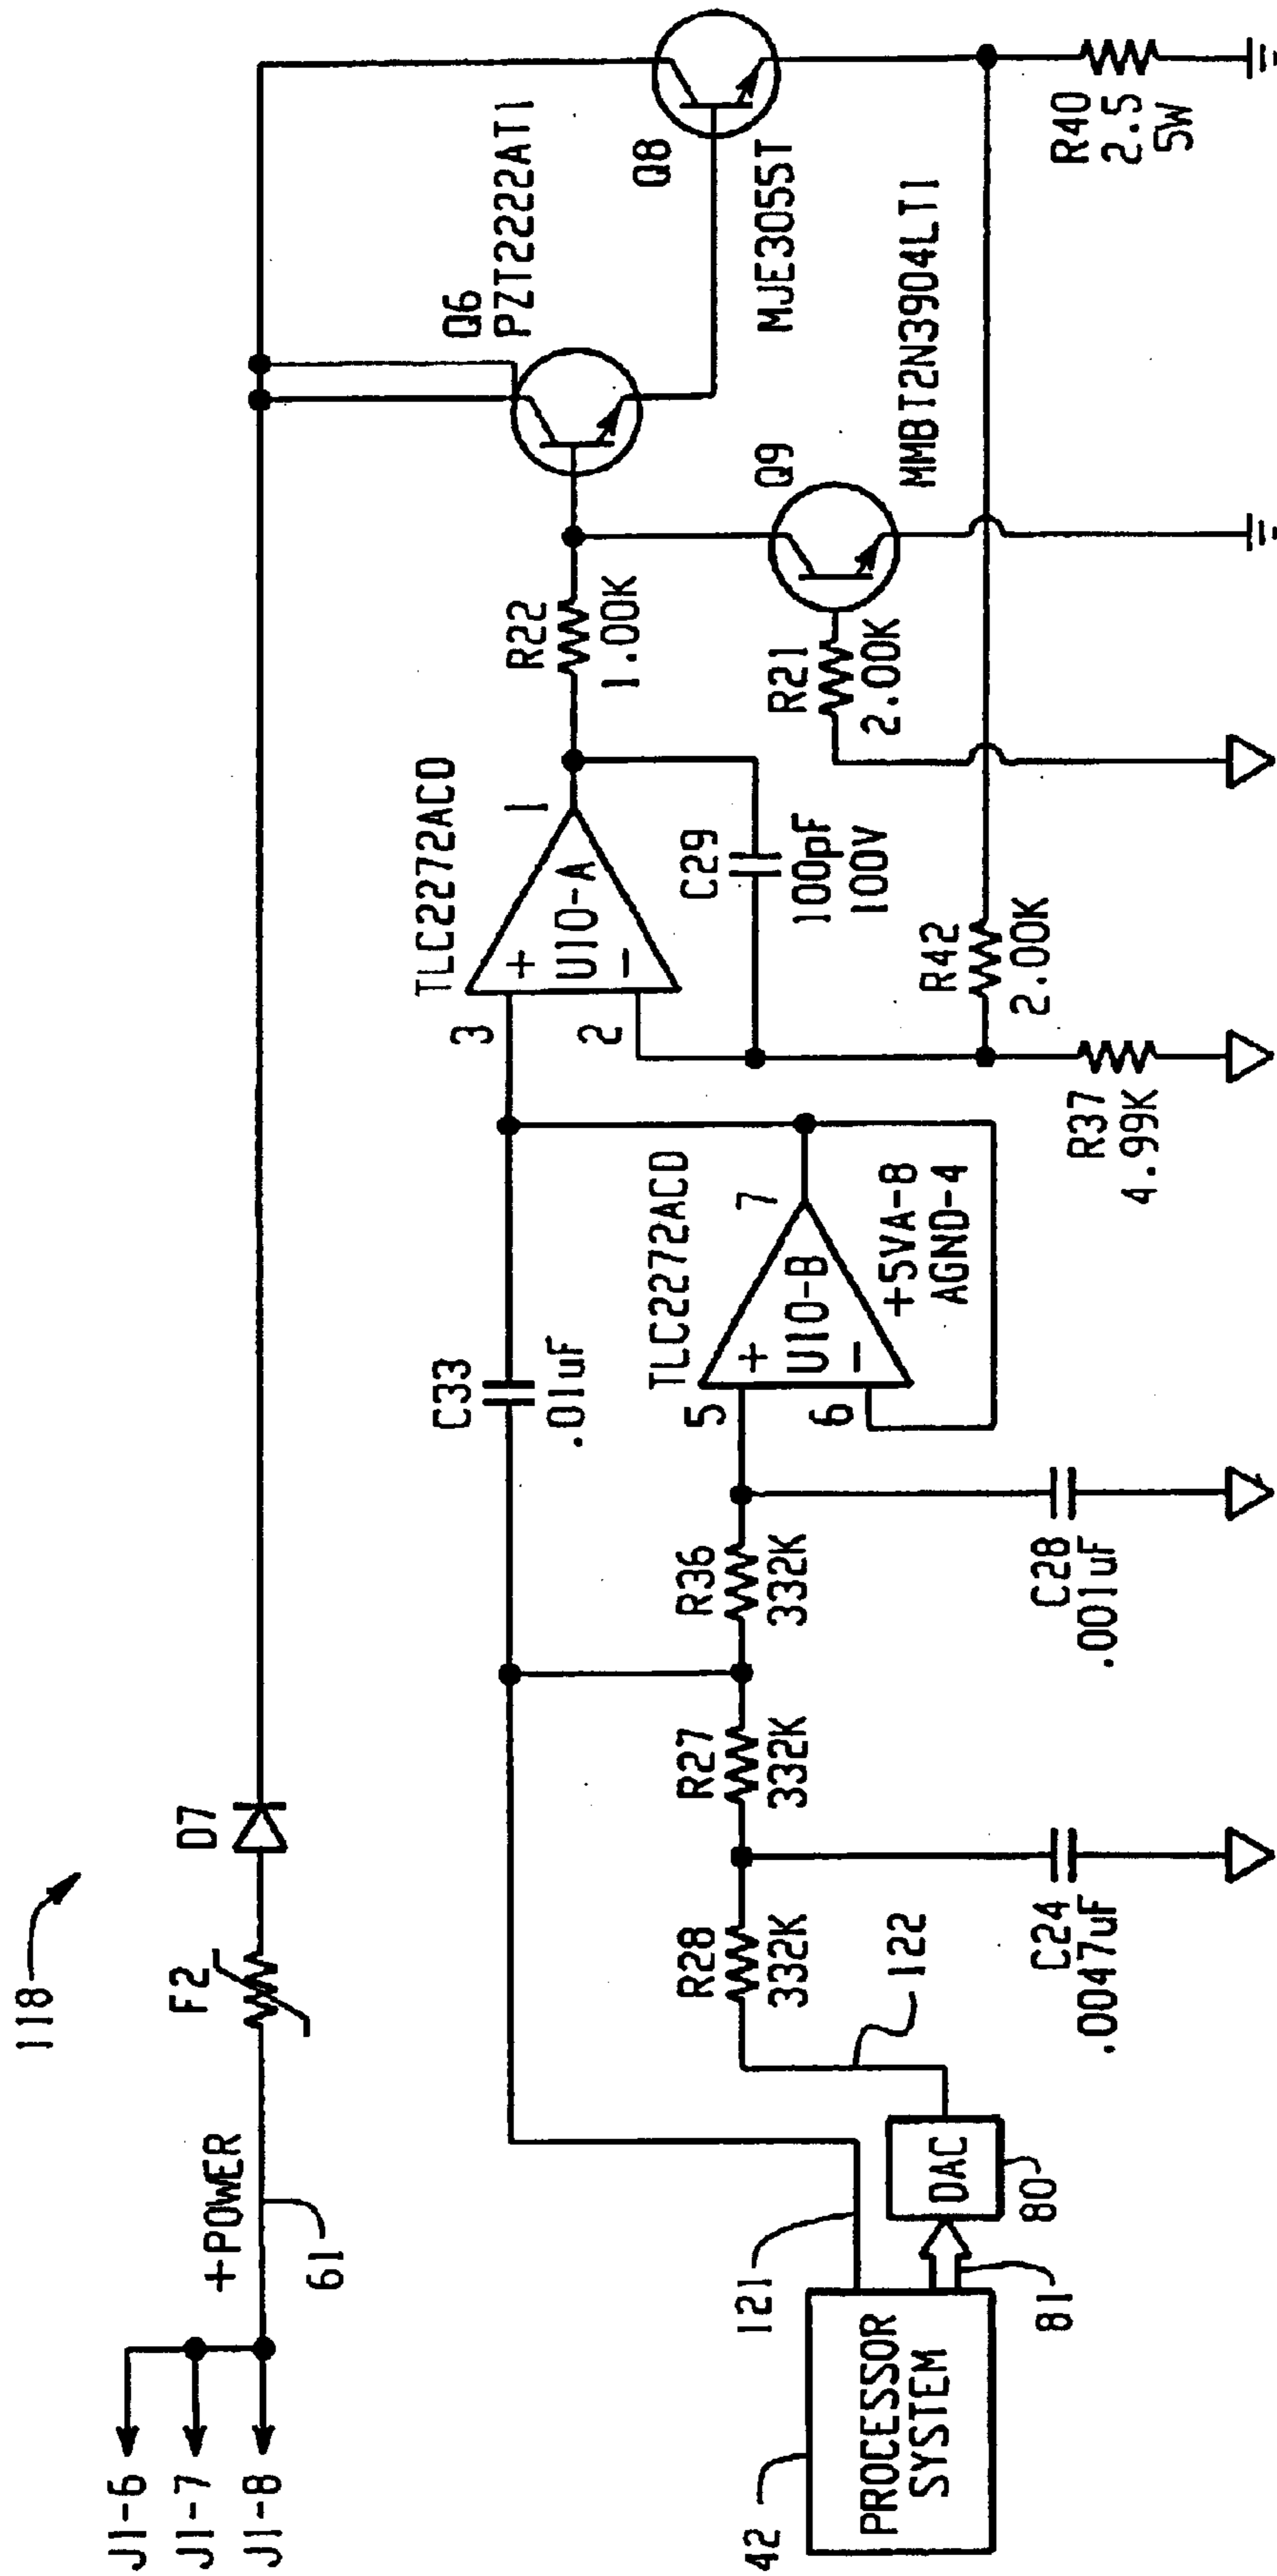 118
J1-6
J1-7
J1-8
+POWER
61
F2
D7
Q6
PZT2222AT1
Q8
MJE3055T
TLC2272ACD
3
+
U10-A
-
2
1
R22
1.00K
Q9
MMBT2N3904LT1
R21
2.00K
C29
100pF
100V
R42
2.00K
R40
2.5
5W
R37
4.99K
C33
.01uF
TLC2272ACD
5
+
U10-B
-
6
7
+5VA-8
AGND-4
R28
332K
R27
332K
R36
332K
C24
.0047uF
C28
.001uF
122
121
DAC
80
81
PROCESSOR
SYSTEM
42